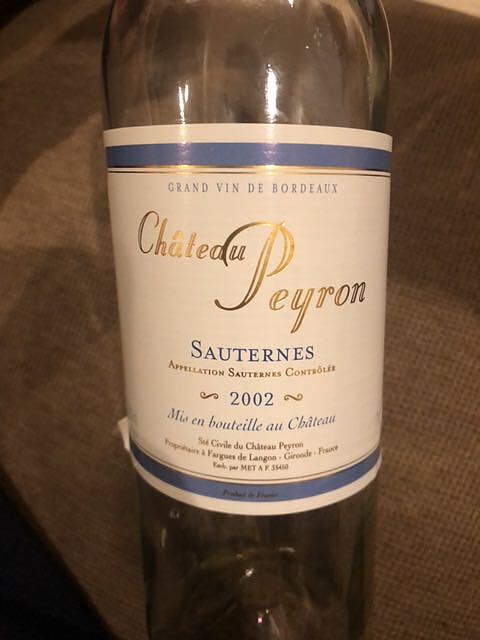 GRAND VIN DE BORDEAUX
Château Peyron
SAUTERNES
APPELLATION SAUTERNES CONTRÔLÉE
2002
Mis en bouteille au Château
Sté Civile du Château Peyron
Propriétaire à Fargues de Langon - Gironde - France
Emb. par MET A F. 33410
Produit de France